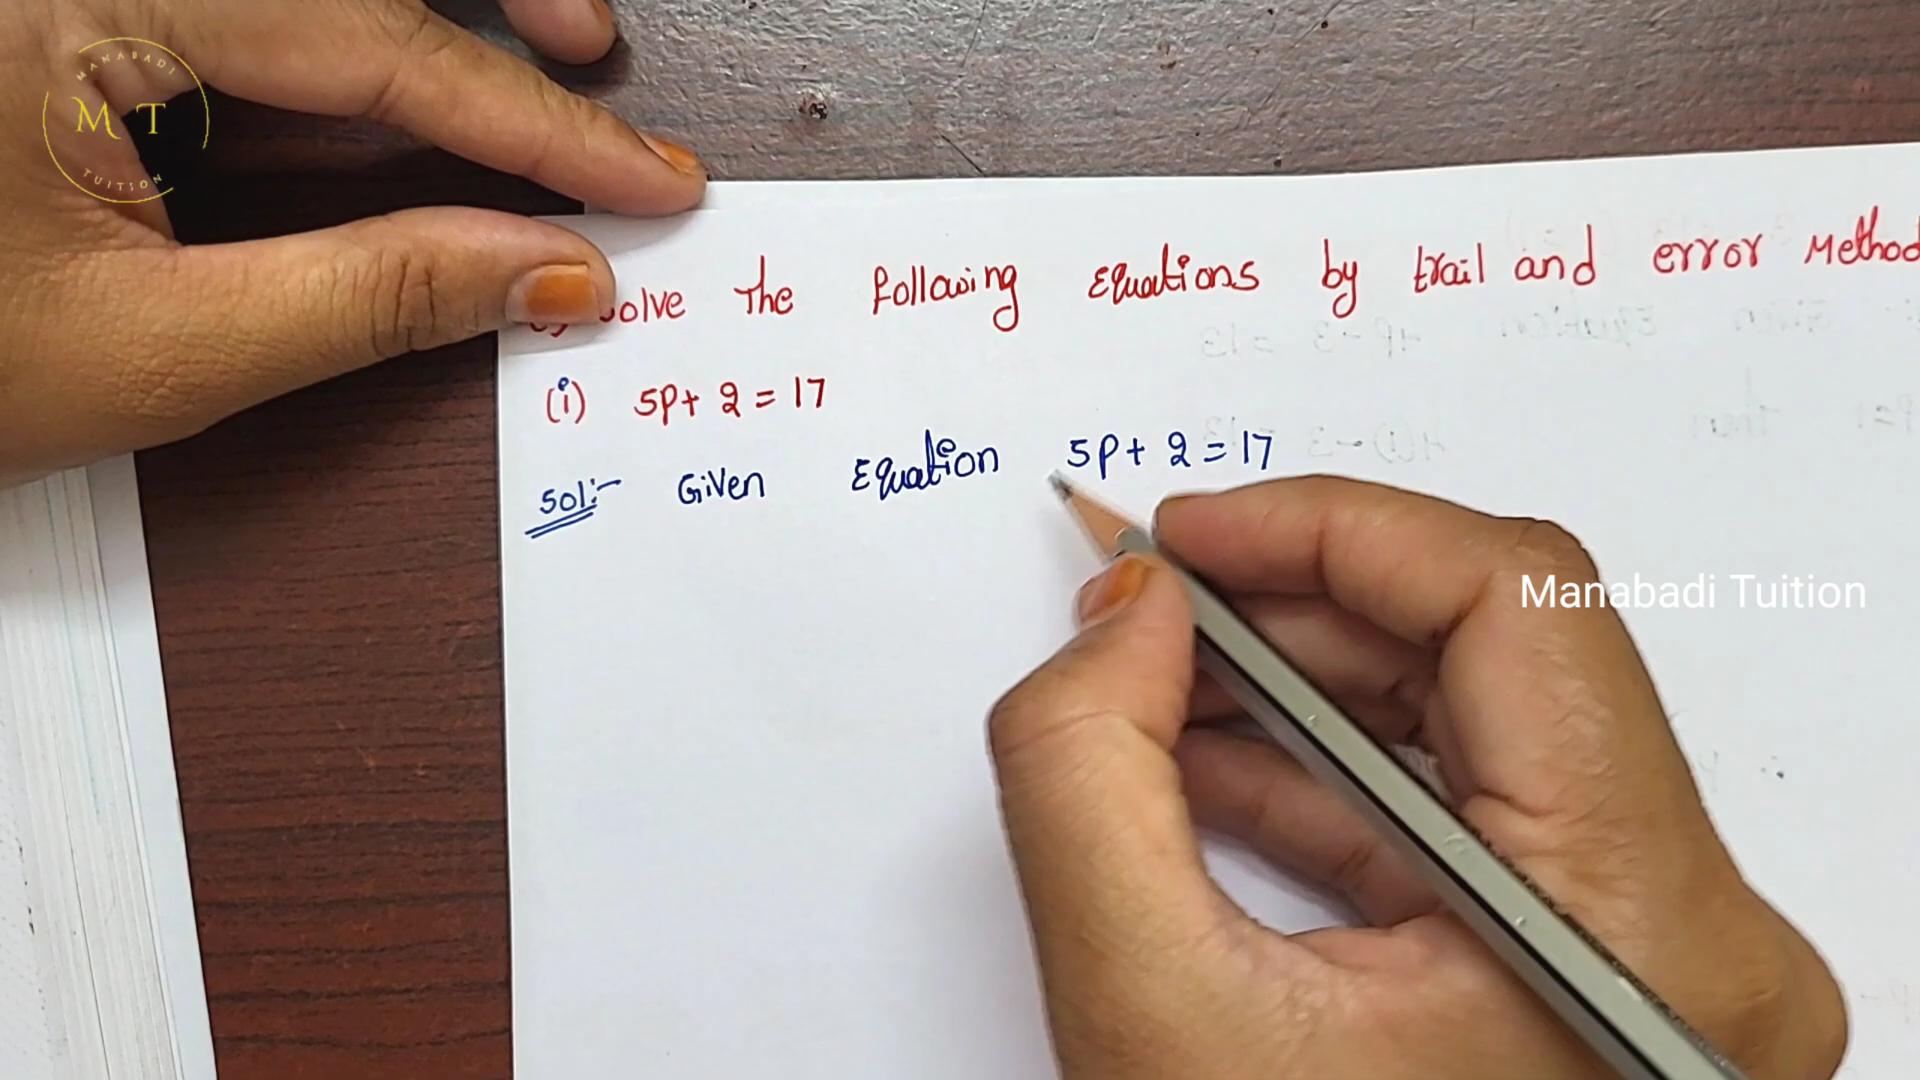 MANABADI
M T
TUITION
Solve The following Equations by trail and error Method
(i) 5p+ 2 = 17
Sol:- Given Equation 5p+ 2 = 17
Manabadi Tuition